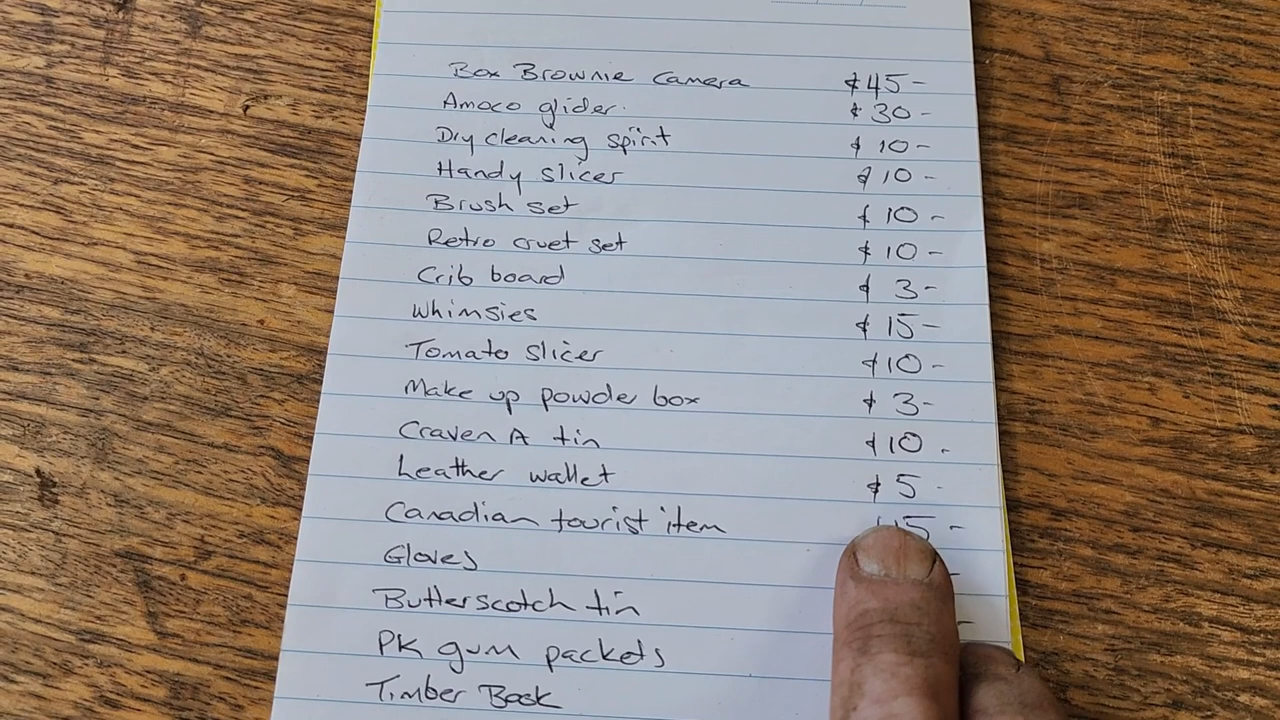 Box Brownie Camera $45-
Amoco glider. $30-
Dry cleaning spirit $10-
Handy slicer $10-
Brush set $10-
Retro cruet set $10-
Crib board $3-
Whimsies $15-
Tomato slicer $10-
Make up powder box $3-
Craven A tin $10.
Leather wallet $5-
Canadian tourist item
Gloves
Butterscotch tin
PK gum packets
Timber Book